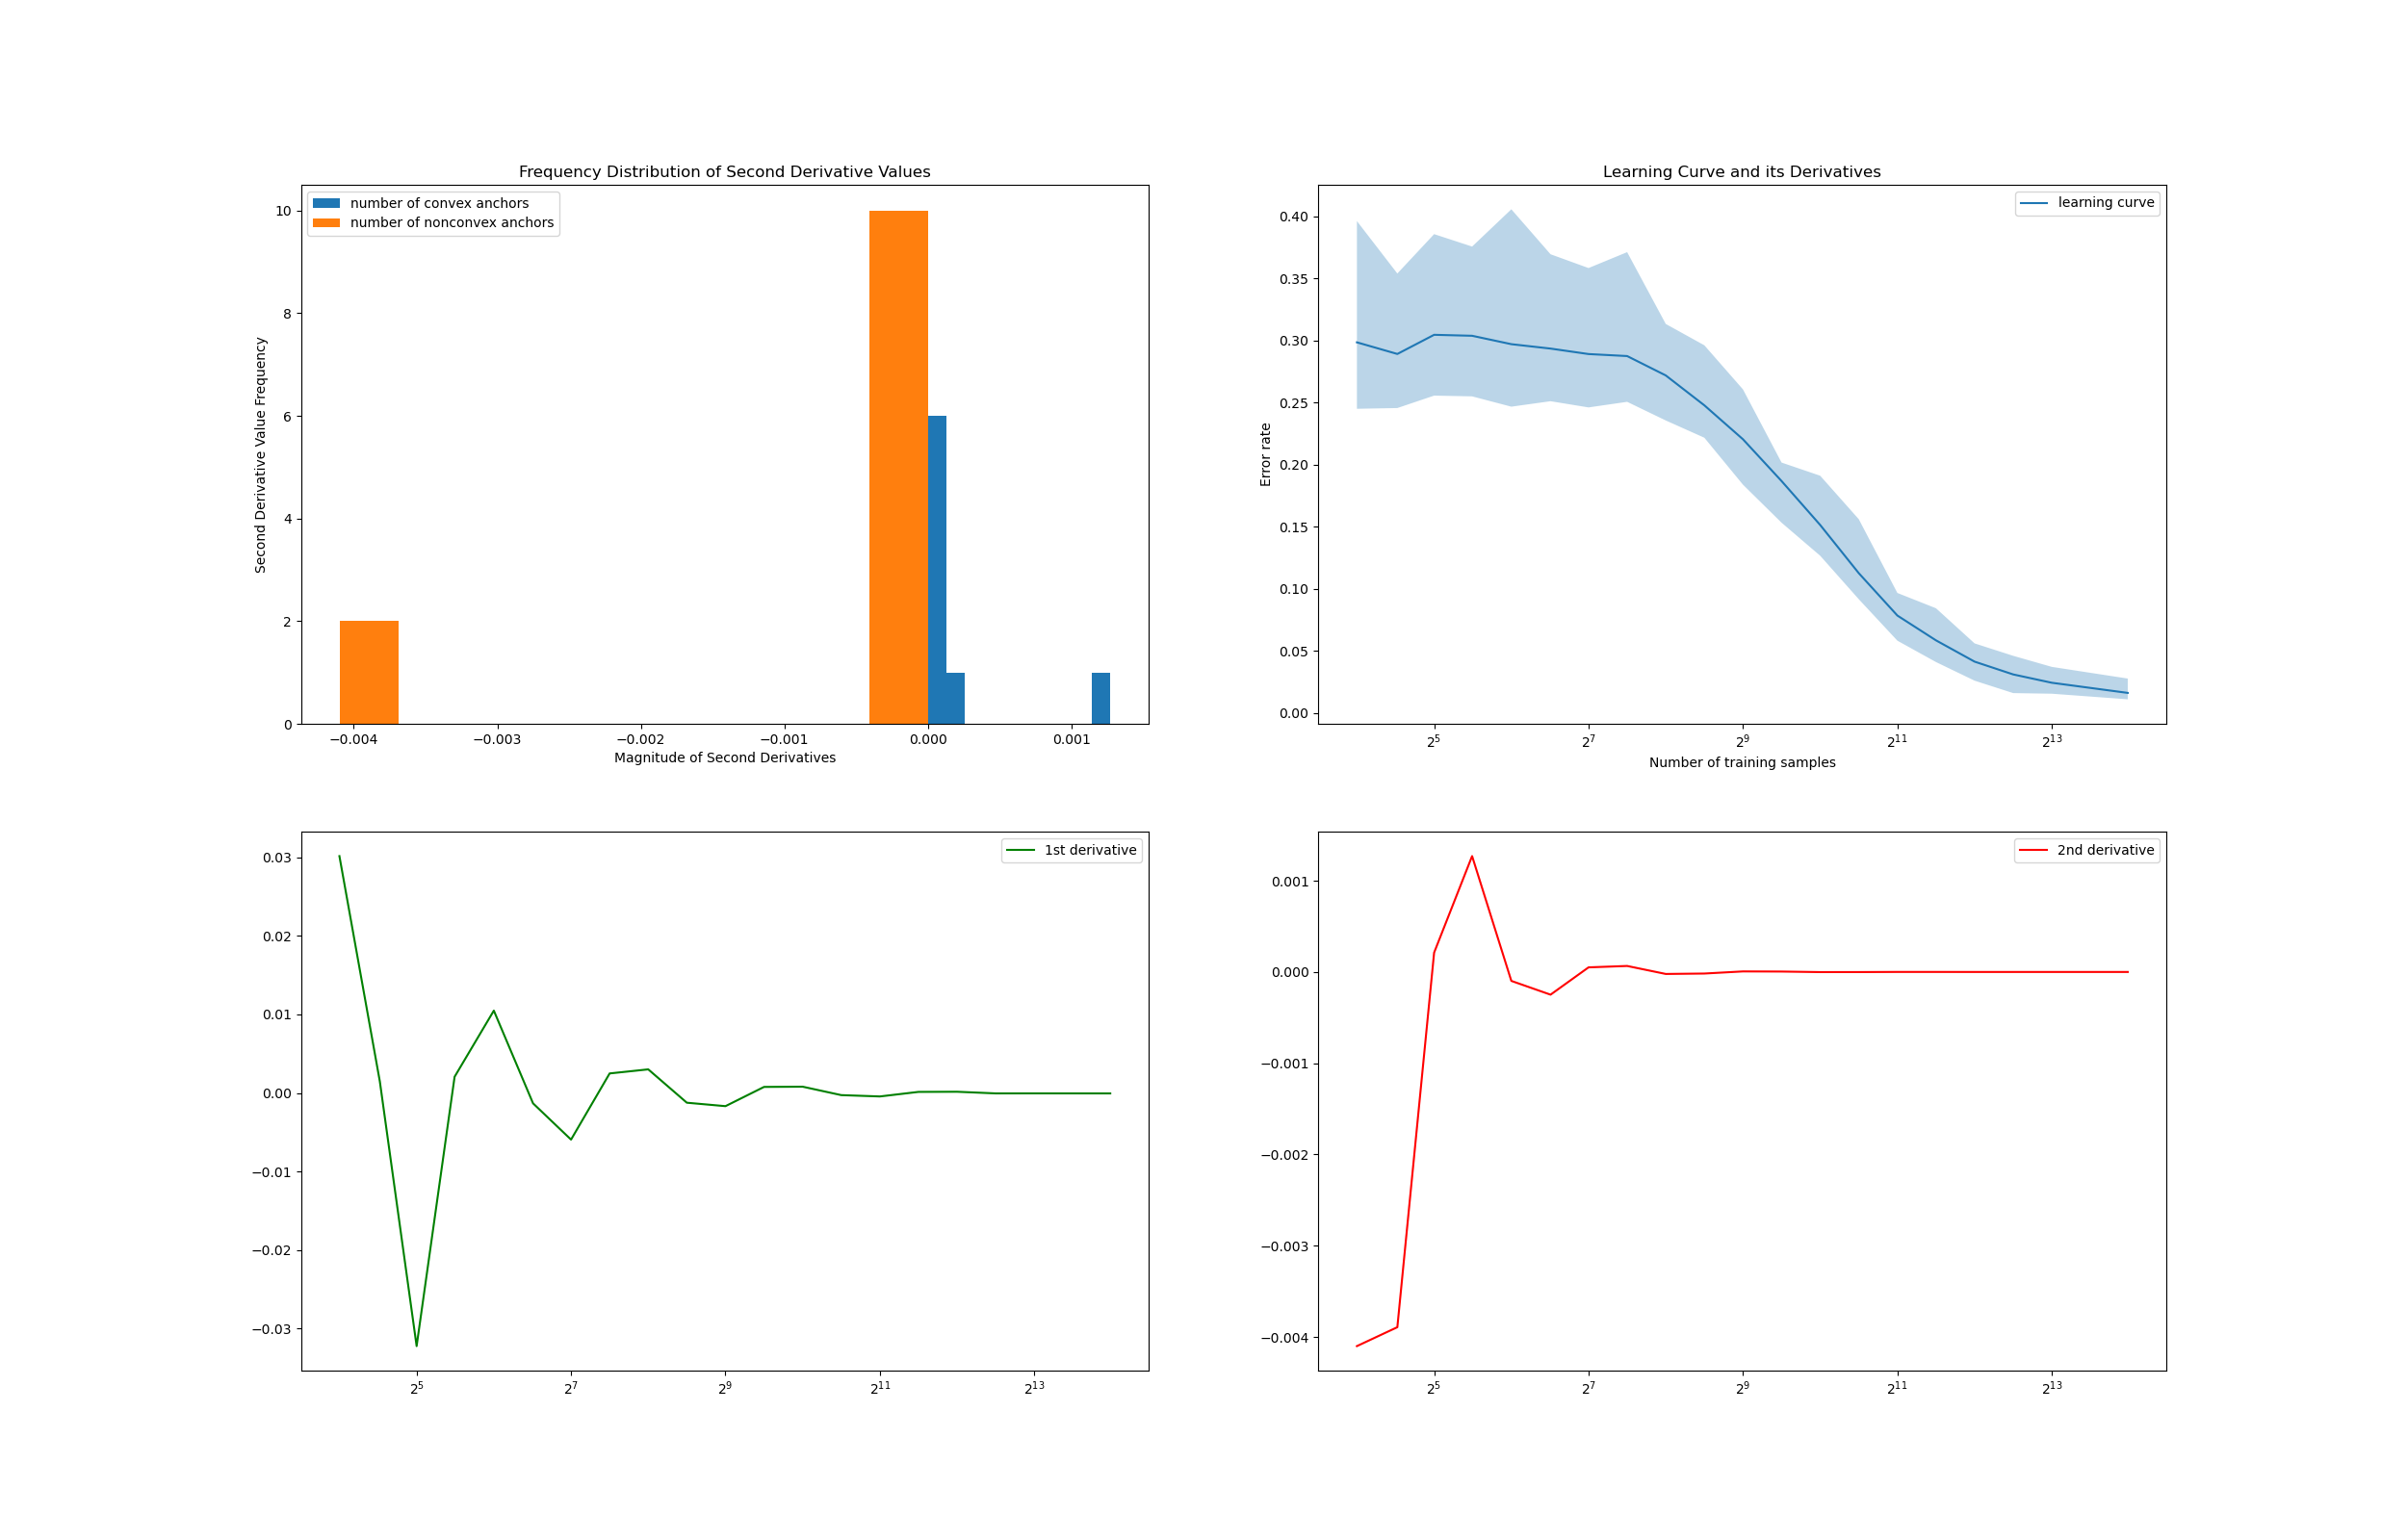 Frequency Distribution of Second Derivative Values
number of convex anchors
number of nonconvex anchors
10
8
6
4
2
0
Second Derivative Value Frequency
−0.004 −0.003 −0.002 −0.001 0.000 0.001
Magnitude of Second Derivatives
Learning Curve and its Derivatives
learning curve
0.40
0.35
0.30
0.25
0.20
0.15
0.10
0.05
0.00
Error rate
2^5 2^7 2^9 2^11 2^13
Number of training samples
1st derivative
0.03
0.02
0.01
0.00
−0.01
−0.02
−0.03
2^5 2^7 2^9 2^11 2^13
2nd derivative
0.001
0.000
−0.001
−0.002
−0.003
−0.004
2^5 2^7 2^9 2^11 2^13